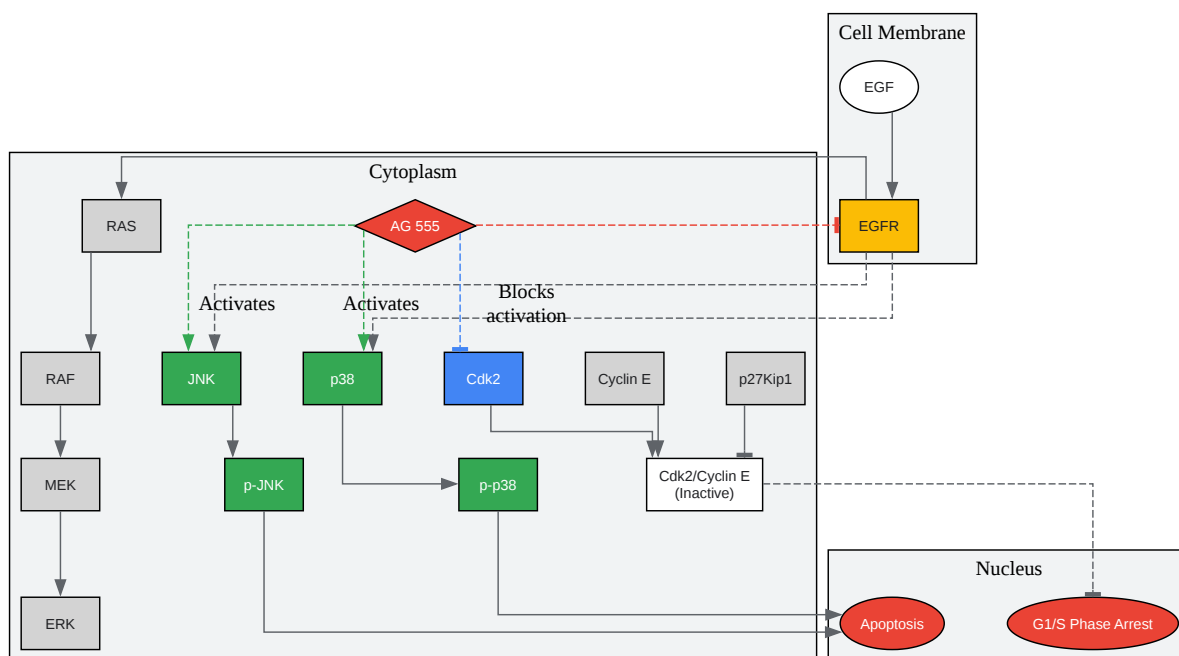 Cell Membrane
EGF
Cytoplasm
RAS
AG 555
EGFR
Activates
Activates
Blocks
activation
RAF
JNK
p38
Cdk2
Cyclin E
p27Kip1
MEK
p-JNK
p-p38
Cdk2/Cyclin E
(Inactive)
Nucleus
ERK
Apoptosis
G1/S Phase Arrest